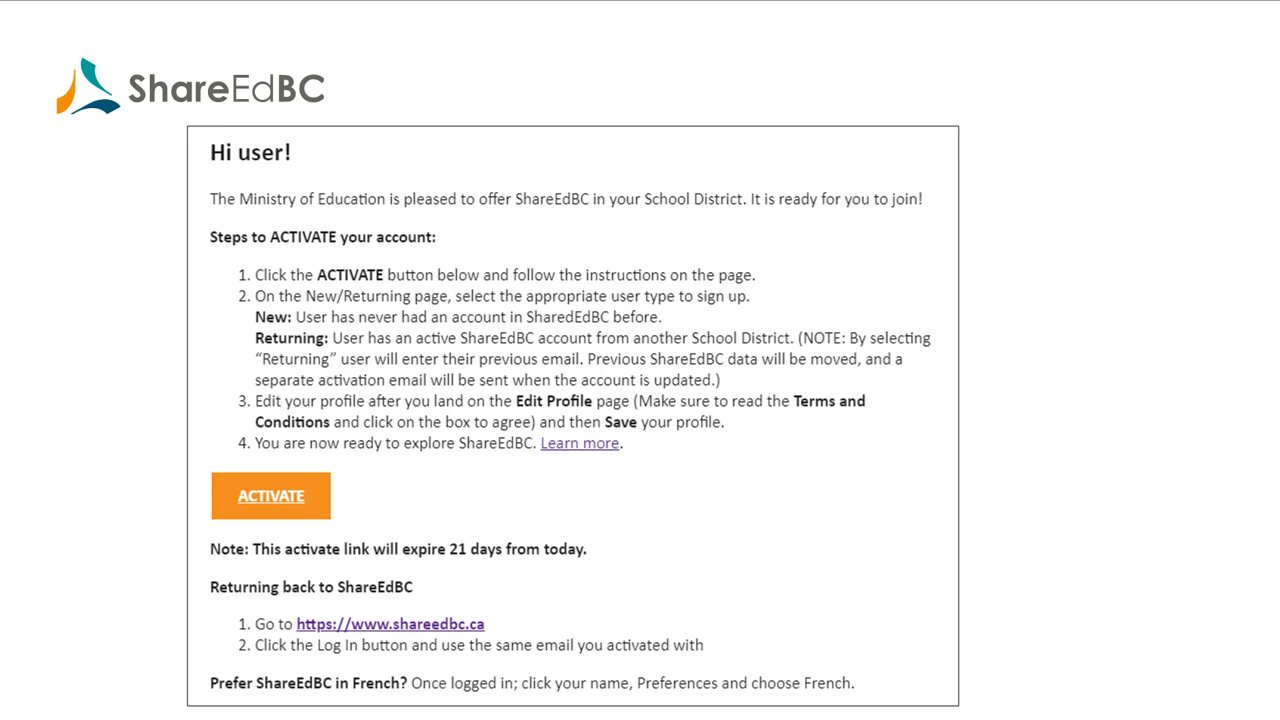 ShareEdBC
Hi user!
The Ministry of Education is pleased to offer ShareEdBC in your School District. It is ready for you to join!
Steps to ACTIVATE your account:
1. Click the ACTIVATE button below and follow the instructions on the page.
2. On the New/Returning page, select the appropriate user type to sign up.
New: User has never had an account in SharedEdBC before.
Returning: User has an active ShareEdBC account from another School District. (NOTE: By selecting
“Returning” user will enter their previous email. Previous ShareEdBC data will be moved, and a
separate activation email will be sent when the account is updated.)
3. Edit your profile after you land on the Edit Profile page (Make sure to read the Terms and
Conditions and click on the box to agree) and then Save your profile.
4. You are now ready to explore ShareEdBC. Learn more.
ACTIVATE
Note: This activate link will expire 21 days from today.
Returning back to ShareEdBC
1. Go to https://www.shareedbc.ca
2. Click the Log In button and use the same email you activated with
Prefer ShareEdBC in French? Once logged in; click your name, Preferences and choose French.